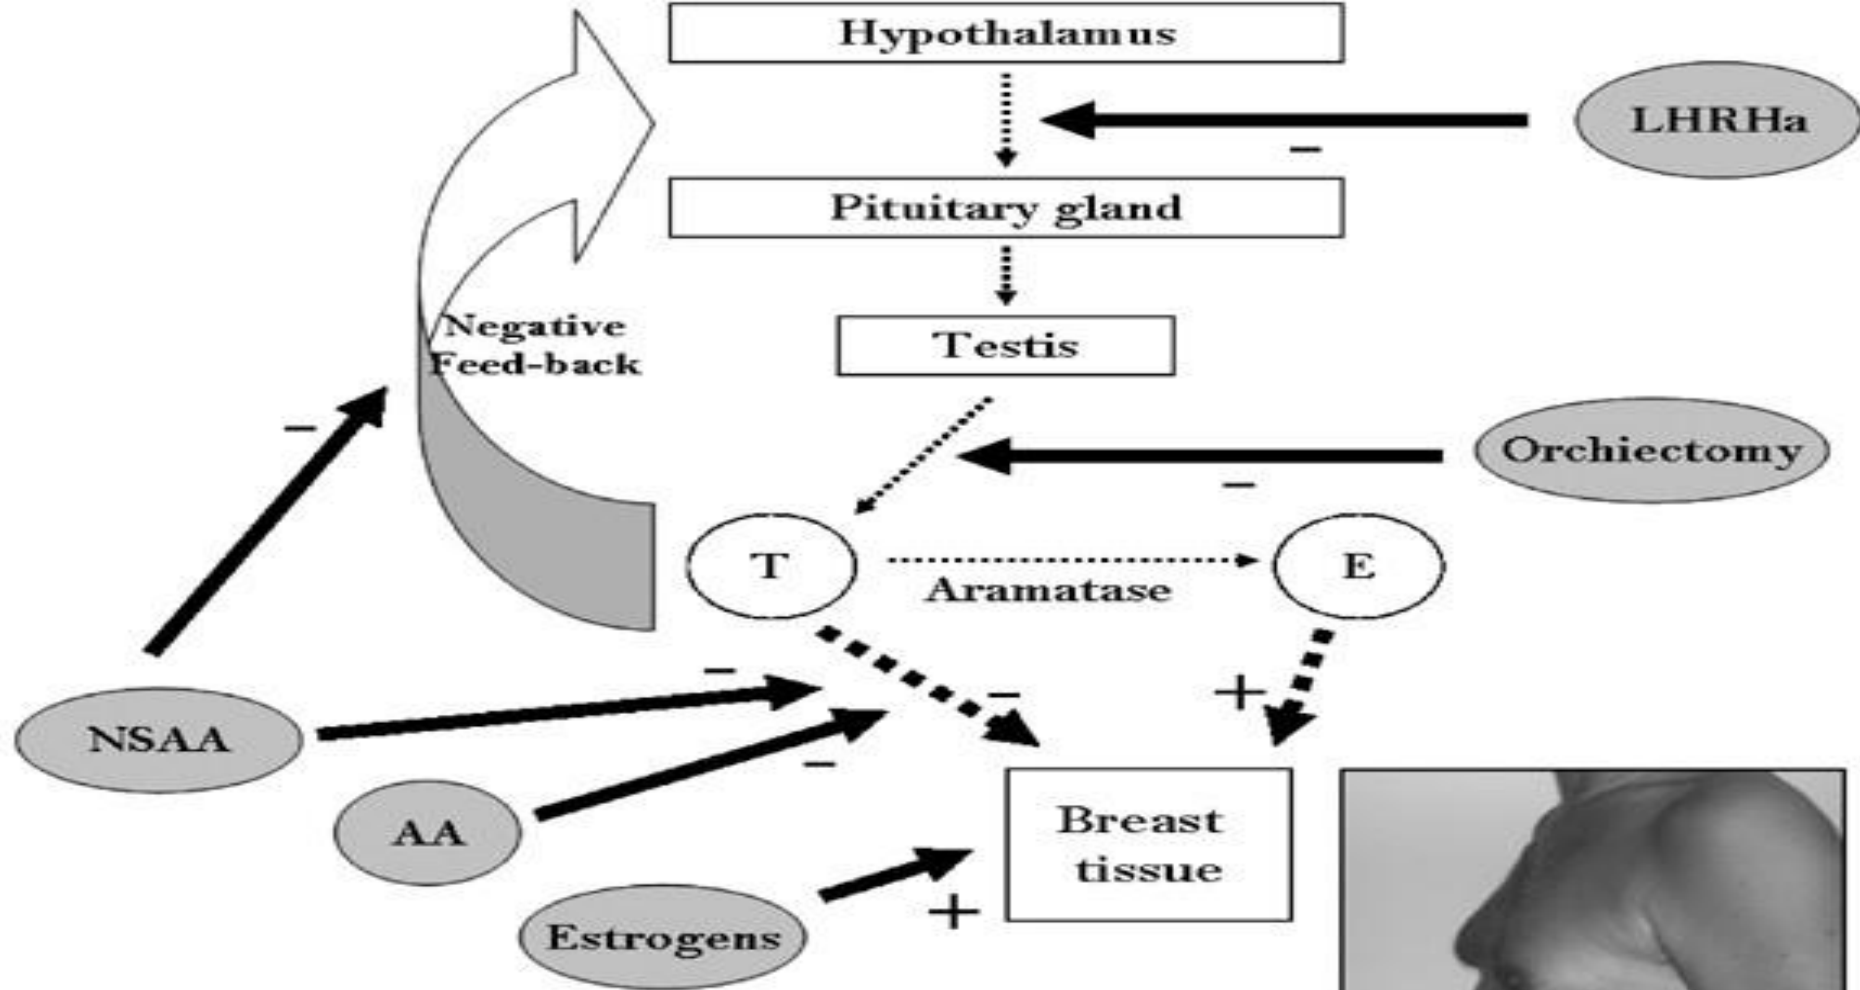 Hypothalamus
LHRHa
−
Pituitary gland
Negative
Feed-back
Testis
−
Orchiectomy
−
T
Aramatase
E
−
−
+
NSAA
−
AA
Breast
tissue
+
Estrogens